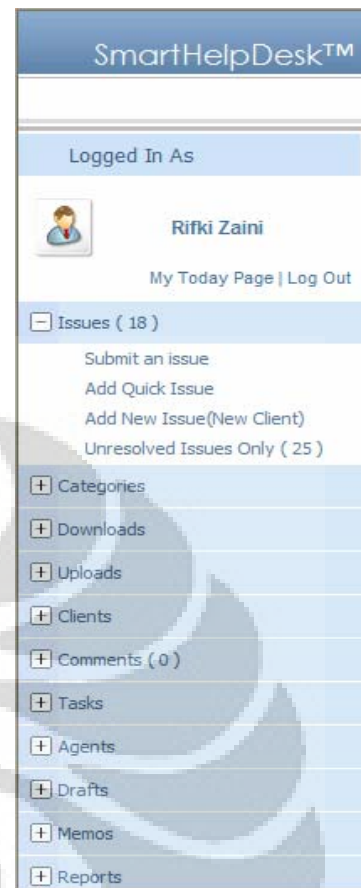 SmartHelpDesk™
Logged In As
Rifki Zaini
My Today Page | Log Out
Issues ( 18 )
Submit an issue
Add Quick Issue
Add New Issue(New Client)
Unresolved Issues Only ( 25 )
Categories
Downloads
Uploads
Clients
Comments ( 0 )
Tasks
Agents
Drafts
Memos
Reports